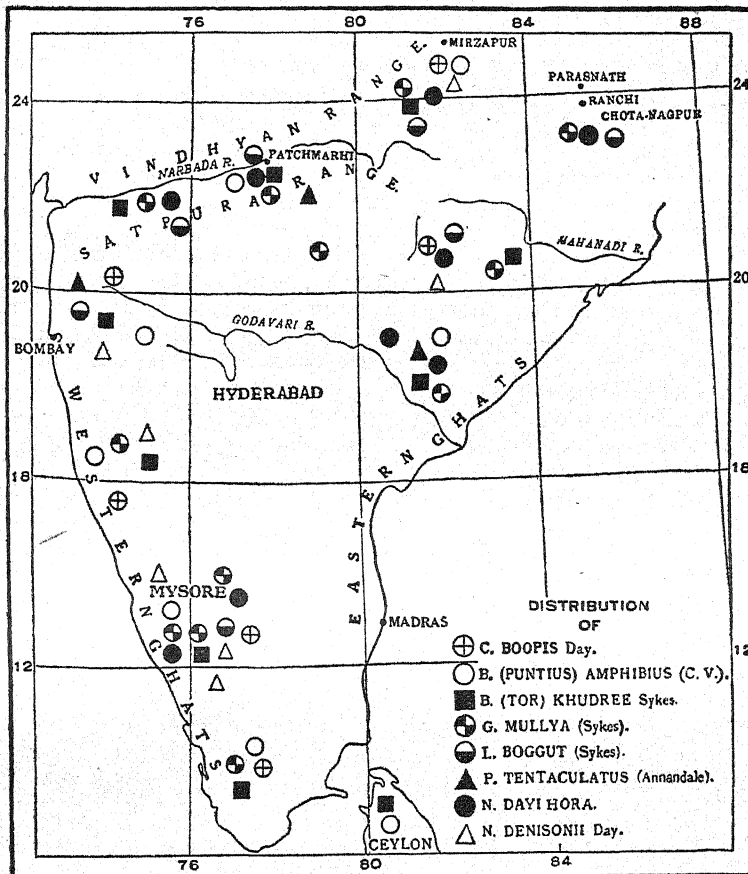 76 80 84 88
MIRZAPUR
PARASNATH
RANCHI
CHOTA-NAGPUR
24 24
VINDHYAN RANGE.
NARBADA R.
PATCHMARHI
SATPURA RANGE.
MAHANADI R.
20 20
GODAVARI R.
BOMBAY
HYDERABAD
WESTERN GHATS
EASTERN GHATS
18 18
MYSORE
MADRAS
12 12
DISTRIBUTION
OF
C. BOOPIS Day.
B. (PUNTIUS) AMPHIBIUS (C.V.).
B. (TOR) KHUDREE Sykes.
G. MULLYA (Sykes).
L. BOGGUT (Sykes).
P. TENTACULATUS (Annandale).
N. DAYI HORA.
N. DENISONII Day.
CEYLON
76 80 84